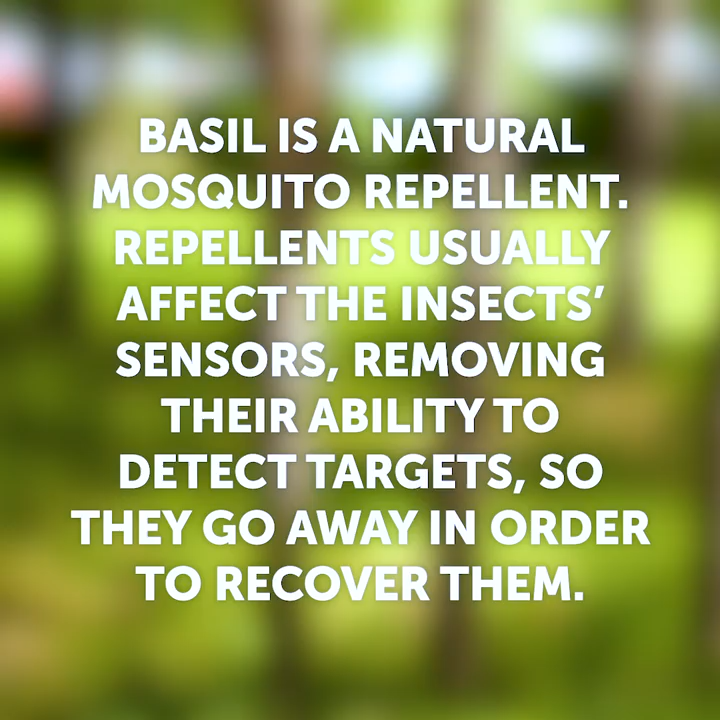 BASIL IS A NATURAL
MOSQUITO REPELLENT.
REPELLENTS USUALLY
AFFECT THE INSECTS’
SENSORS, REMOVING
THEIR ABILITY TO
DETECT TARGETS, SO
THEY GO AWAY IN ORDER
TO RECOVER THEM.